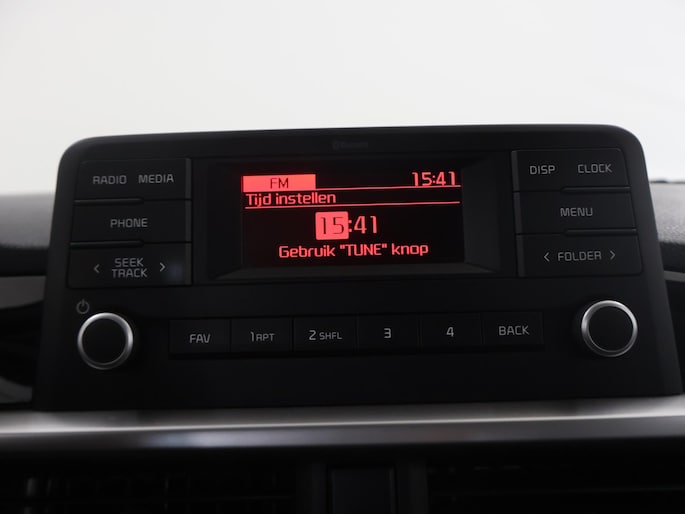 Bluetooth
RADIO MEDIA
PHONE
< SEEK TRACK >
FM 15:41
Tijd instellen
15:41
Gebruik "TUNE" knop
DISP CLOCK
MENU
< FOLDER >
FAV 1 RPT 2 SHFL 3 4 BACK